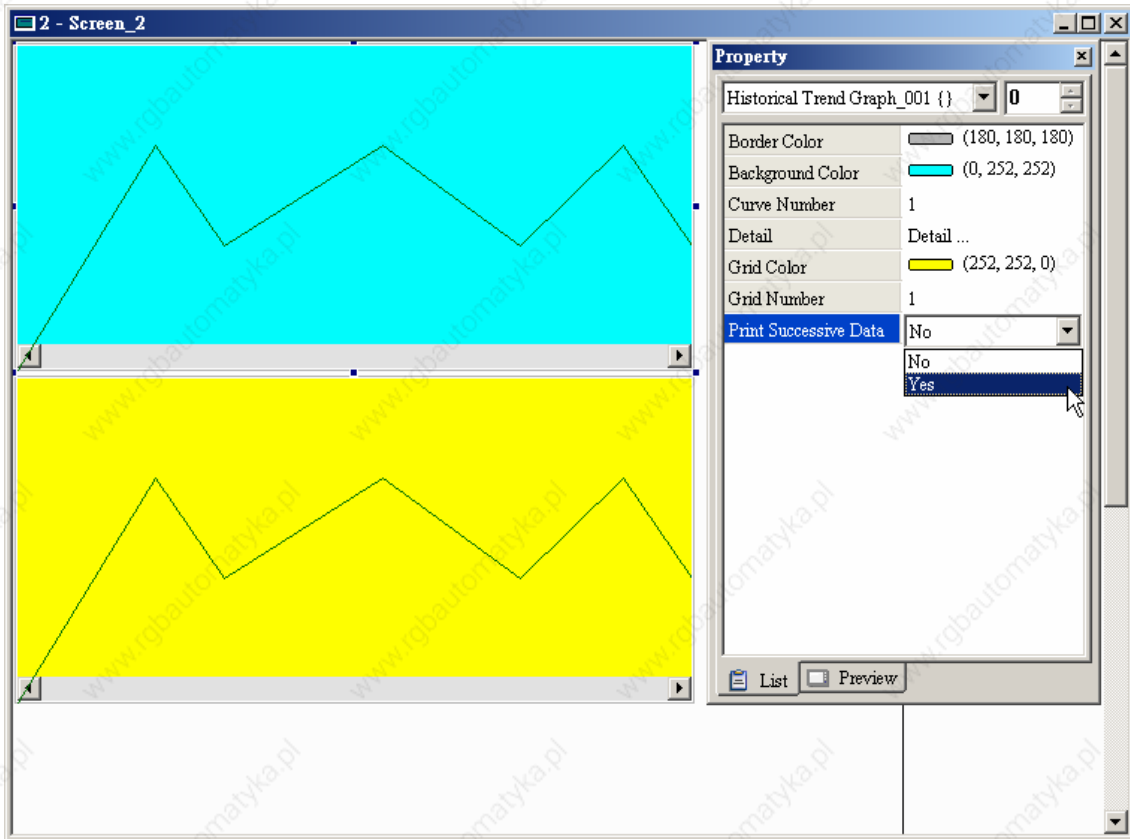 2 - Screen_2
Property
Historical Trend Graph_001 {} 0
Border Color (180, 180, 180)
Background Color (0, 252, 252)
Curve Number 1
Detail Detail ...
Grid Color (252, 252, 0)
Grid Number 1
Print Successive Data No
No
Yes
List Preview
www.rgbautomatyka.pl